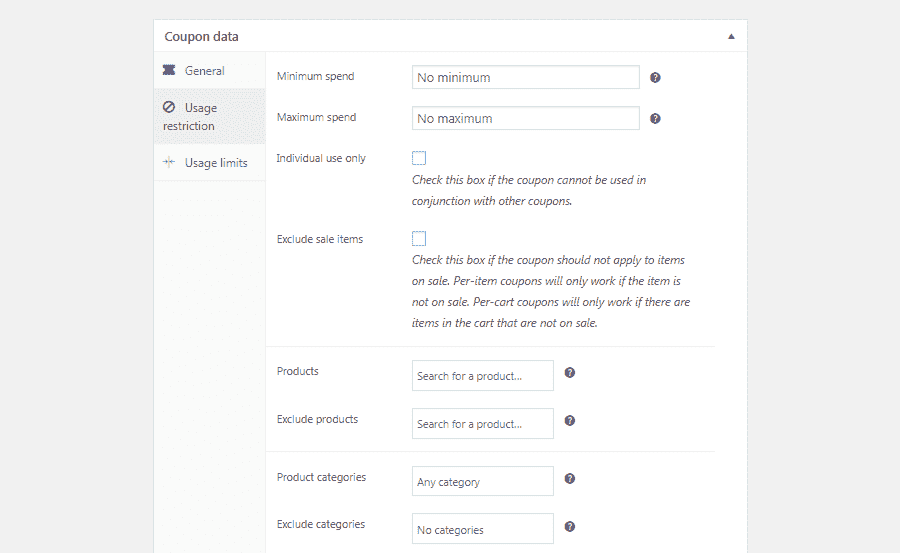 Coupon data
General
Usage
restriction
Usage limits
Minimum spend
No minimum
Maximum spend
No maximum
Individual use only
Check this box if the coupon cannot be used in
conjunction with other coupons.
Exclude sale items
Check this box if the coupon should not apply to items
on sale. Per-item coupons will only work if the item is
not on sale. Per-cart coupons will only work if there are
items in the cart that are not on sale.
Products
Search for a product...
Exclude products
Search for a product...
Product categories
Any category
Exclude categories
No categories